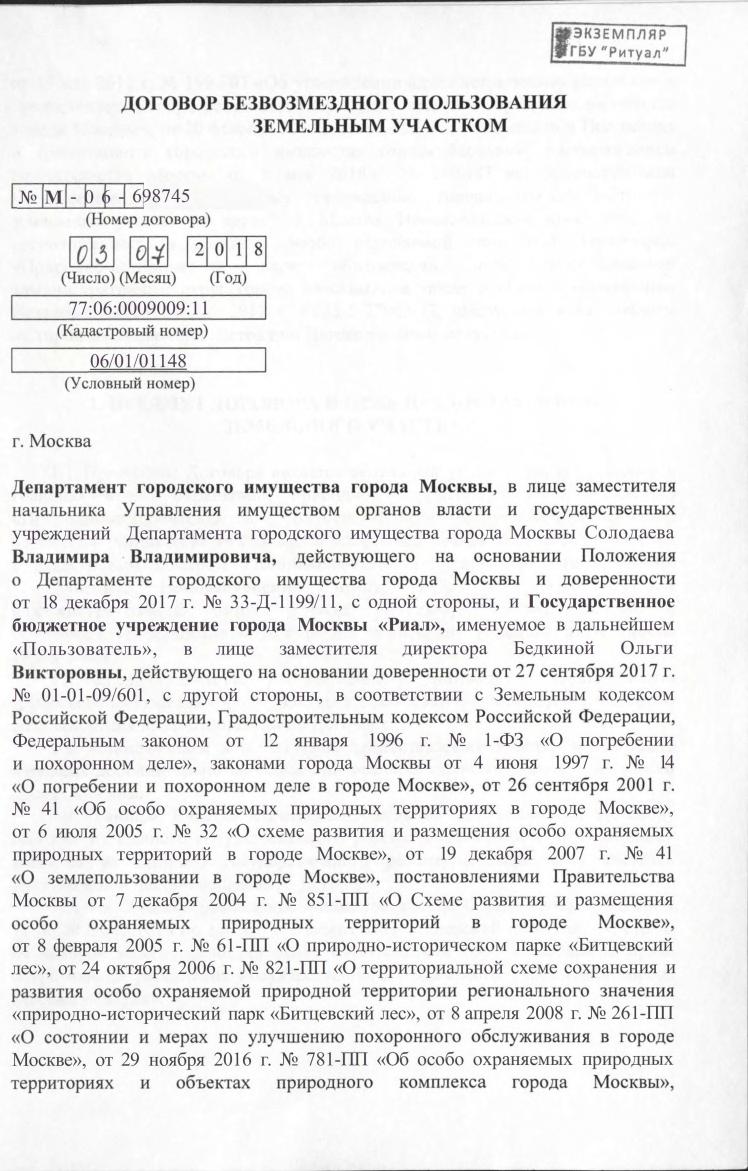 ЭКЗЕМПЛЯР
ГБУ "Ритуал"
ДОГОВОР БЕЗВОЗМЕЗДНОГО ПОЛЬЗОВАНИЯ
ЗЕМЕЛЬНЫМ УЧАСТКОМ
№ М - 0 6 - 698745
(Номер договора)
03 07 2018
(Число) (Месяц) (Год)
77:06:0009009:11
(Кадастровый номер)
06/01/01148
(Условный номер)
г. Москва
Департамент городского имущества города Москвы, в лице заместителя
начальника Управления имуществом органов власти и государственных
учреждений Департамента городского имущества города Москвы Солодаева
Владимира Владимировича, действующего на основании Положения
о Департаменте городского имущества города Москвы и доверенности
от 18 декабря 2017 г. № 33-Д-1199/11, с одной стороны, и Государственное
бюджетное учреждение города Москвы «Риал», именуемое в дальнейшем
«Пользователь», в лице заместителя директора Бедкиной Ольги
Викторовны, действующего на основании доверенности от 27 сентября 2017 г.
№ 01-01-09/601, с другой стороны, в соответствии с Земельным кодексом
Российской Федерации, Градостроительным кодексом Российской Федерации,
Федеральным законом от 12 января 1996 г. № 1-ФЗ «О погребении
и похоронном деле», законами города Москвы от 4 июня 1997 г. № 14
«О погребении и похоронном деле в городе Москве», от 26 сентября 2001 г.
№ 41 «Об особо охраняемых природных территориях в городе Москве»,
от 6 июля 2005 г. № 32 «О схеме развития и размещения особо охраняемых
природных территорий в городе Москве», от 19 декабря 2007 г. № 41
«О землепользовании в городе Москве», постановлениями Правительства
Москвы от 7 декабря 2004 г. № 851-ПП «О Схеме развития и размещения
особо охраняемых природных территорий в городе Москве»,
от 8 февраля 2005 г. № 61-ПП «О природно-историческом парке «Битцевский
лес», от 24 октября 2006 г. № 821-ПП «О территориальной схеме сохранения и
развития особо охраняемой природной территории регионального значения
«природно-исторический парк «Битцевский лес», от 8 апреля 2008 г. № 261-ПП
«О состоянии и мерах по улучшению похоронного обслуживания в городе
Москве», от 29 ноября 2016 г. № 781-ПП «Об особо охраняемых природных
территориях и объектах природного комплекса города Москвы»,